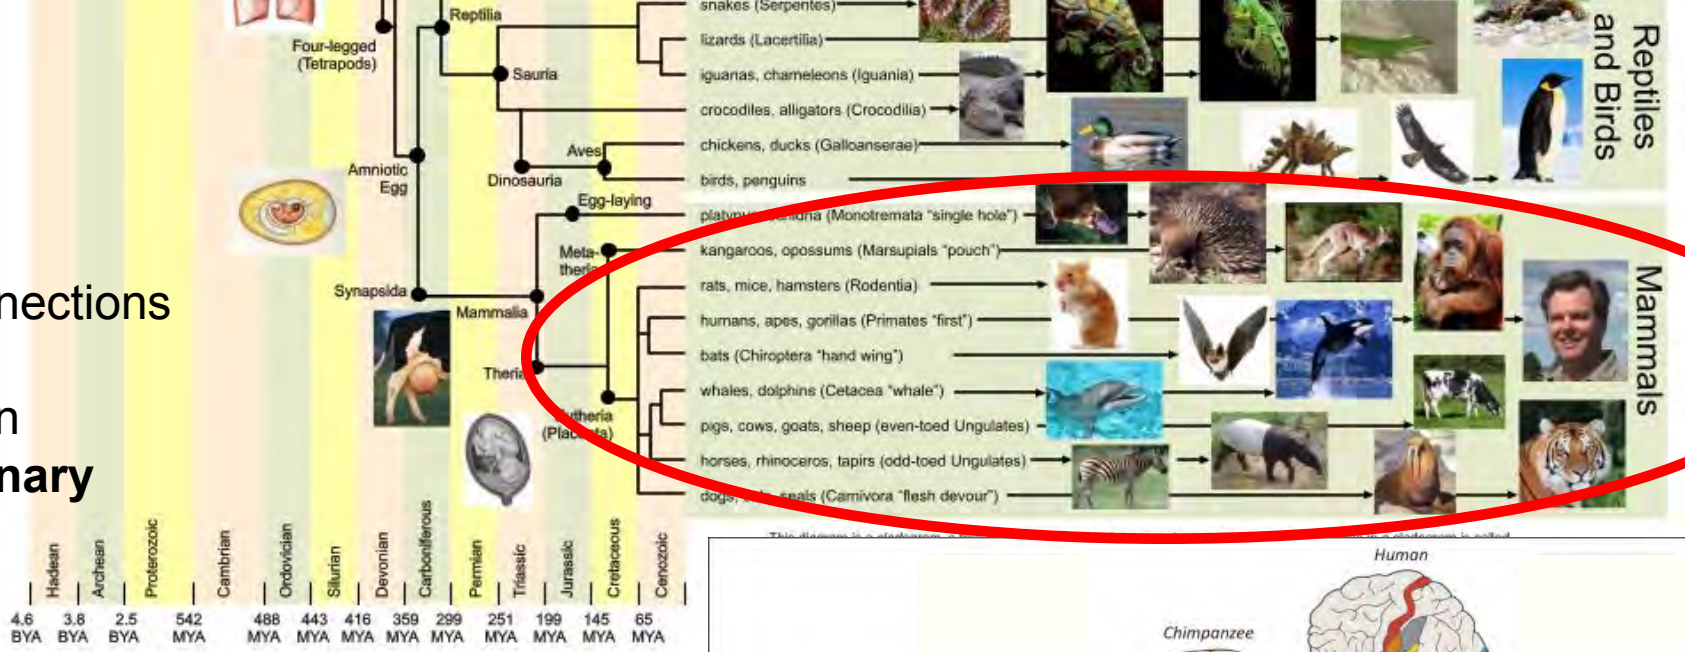 snakes (Serpentes)
Reptilia
lizards (Lacertilia)
Four-legged
(Tetrapods)
Sauria
iguanas, chameleons (Iguania)
crocodiles, alligators (Crocodilia)
chickens, ducks (Galloanserae)
Aves
Amniotic
Egg
Dinosauria
birds, penguins
Reptiles
and Birds
Egg-laying
(Monotremata "single hole")
Meta-
kangaroos, opossums (Marsupials "pouch")
nections
Synapsida
rats, mice, hamsters (Rodentia)
Mammalia
humans, apes, gorillas (Primates "first")
bats (Chiroptera "hand wing")
Mammals
n
whales, dolphins (Cetacea "whale")
pigs, cows, goats, sheep (even-toed Ungulates)
nary
horses, rhinoceros, tapirs (odd-toed Ungulates)
dogs, seals (Carnivora "flesh devour")
Hadean
Archean
Proterozoic
Cambrian
Ordovician
Silurian
Devonian
Carboniferous
Permian
Triassic
Jurassic
Cretaceous
Cenozoic
4.6 3.8 2.5 542 488 443 416 359 299 251 199 145 65
BYA BYA BYA MYA MYA MYA MYA MYA MYA MYA MYA MYA MYA
Human
Chimpanzee